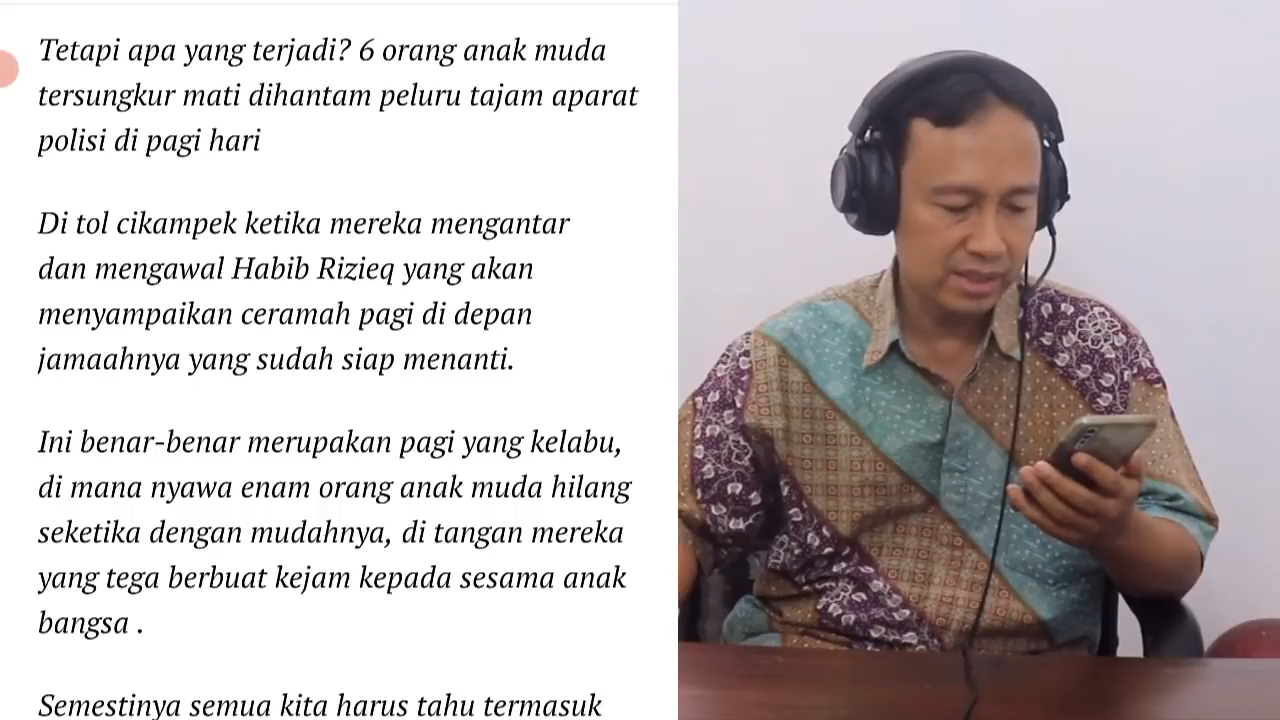 Tetapi apa yang terjadi? 6 orang anak muda
tersungkur mati dihantam peluru tajam aparat
polisi di pagi hari
Di tol cikampek ketika mereka mengantar
dan mengawal Habib Rizieq yang akan
menyampaikan ceramah pagi di depan
jamaahnya yang sudah siap menanti.
Ini benar-benar merupakan pagi yang kelabu,
di mana nyawa enam orang anak muda hilang
seketika dengan mudahnya, di tangan mereka
yang tega berbuat kejam kepada sesama anak
bangsa .
Semestinya semua kita harus tahu termasuk